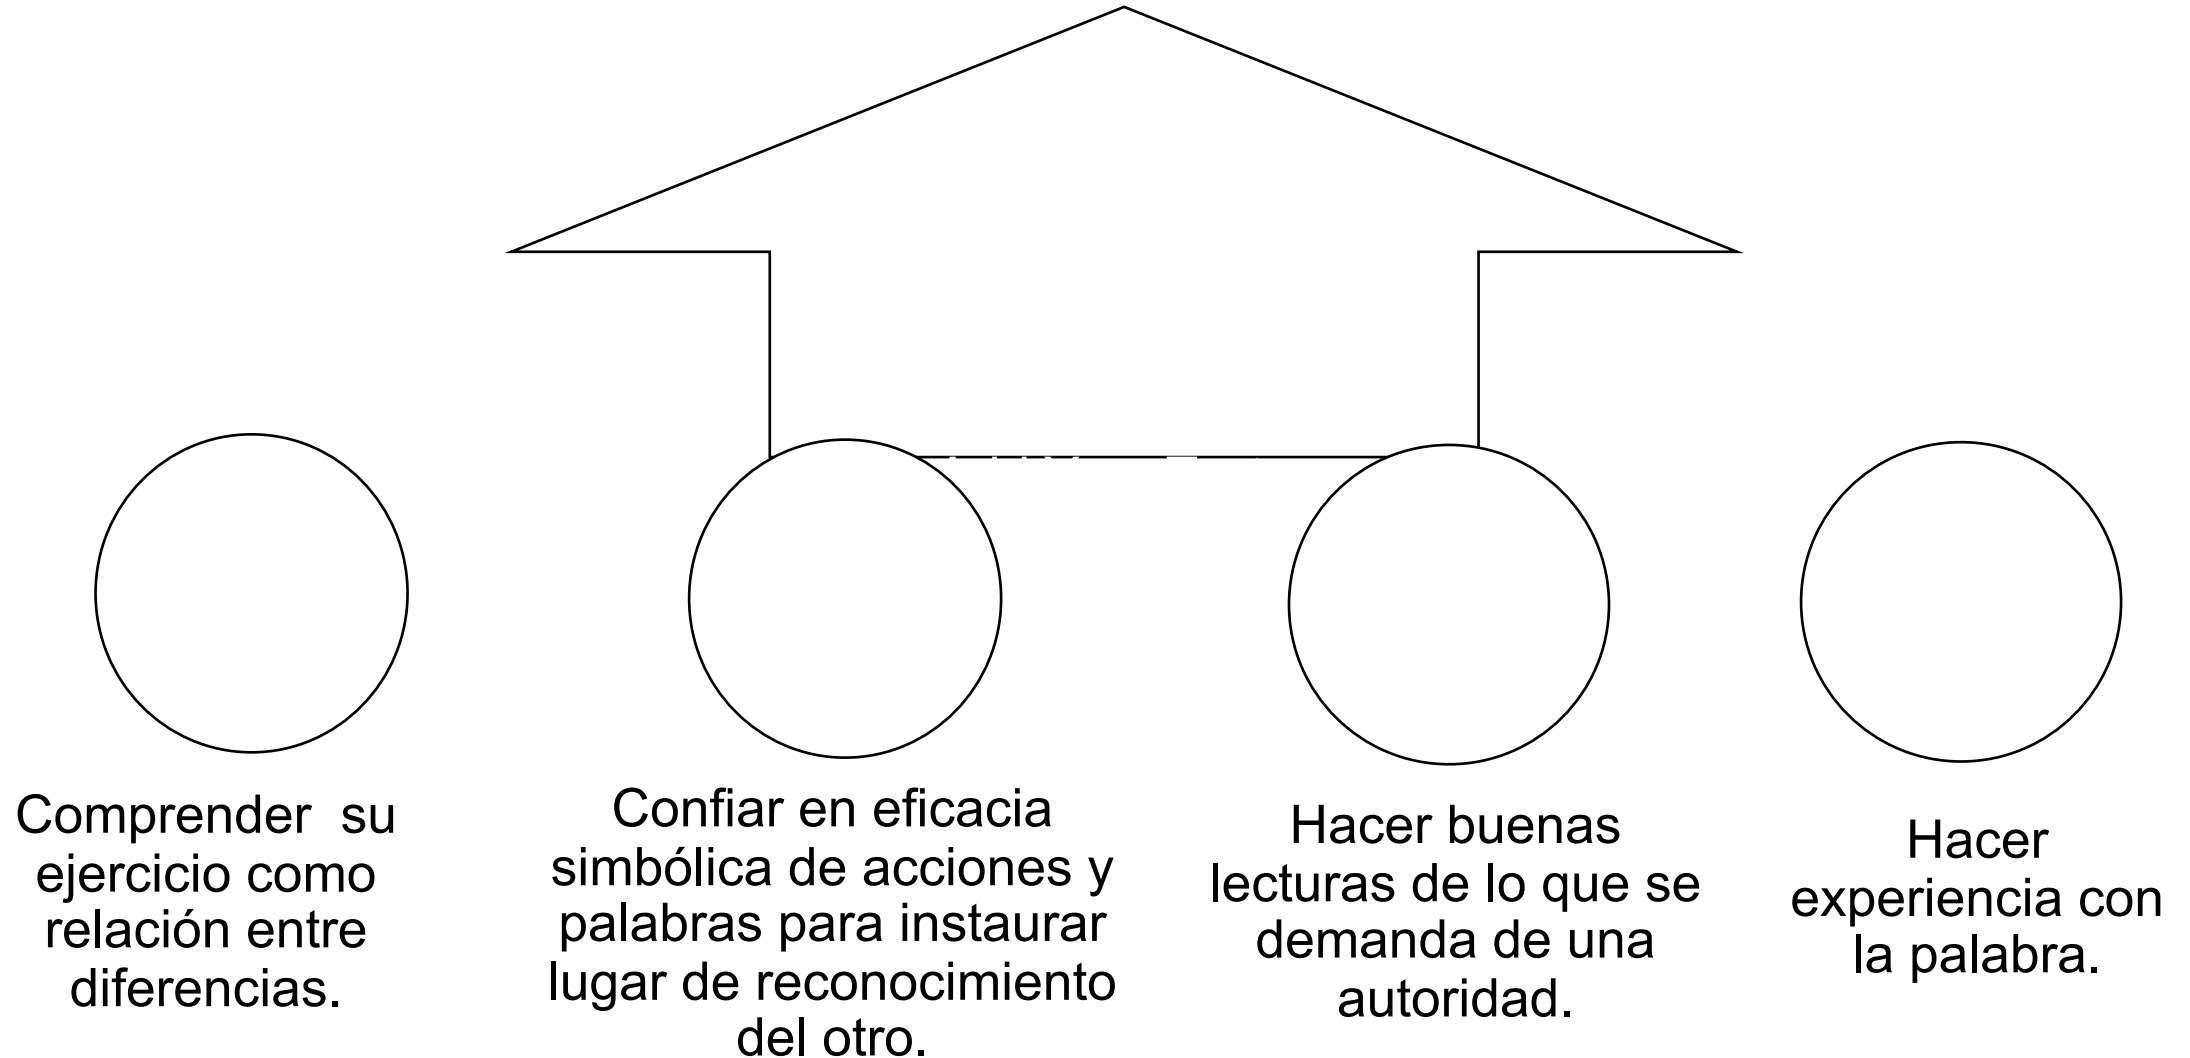 Comprender su
ejercicio como
relación entre
diferencias.
Confiar en eficacia
simbólica de acciones y
palabras para instaurar
lugar de reconocimiento
del otro.
Hacer buenas
lecturas de lo que se
demanda de una
autoridad.
Hacer
experiencia con
la palabra.